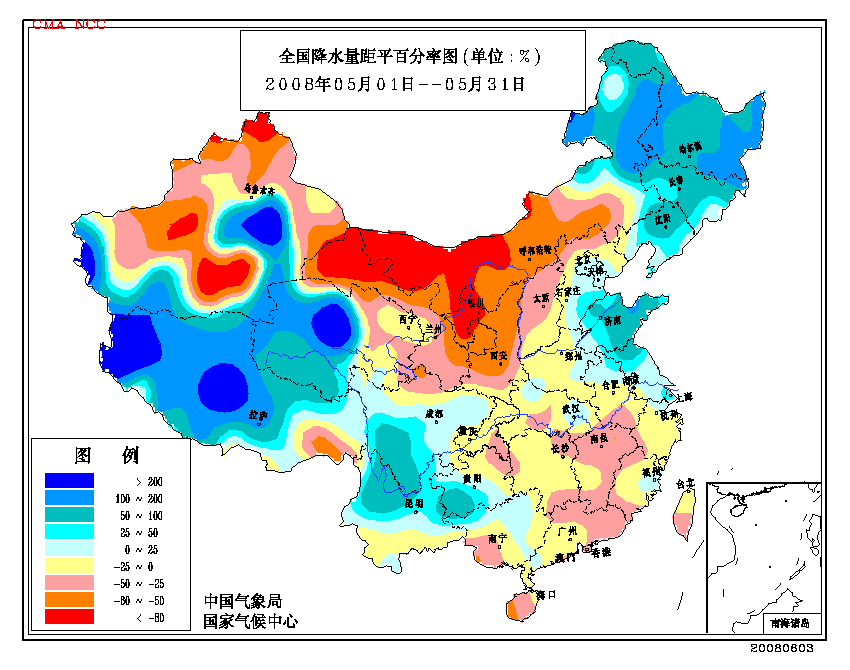 CMA NCC
全国降水量距平百分率图(单位:%)
2008年05月01日--05月31日
哈尔滨
长春
沈阳
乌鲁木齐
呼和浩特
北京
天津
石家庄
太原
银川
济南
西宁
兰州
西安
郑州
合肥
南京
上海
杭州
拉萨
成都
武汉
重庆
南昌
长沙
贵阳
福州
台北
昆明
广州
南宁
澳门
香港
海口
图 例
> 200
100 ~ 200
50 ~ 100
25 ~ 50
0 ~ 25
-25 ~ 0
-50 ~ -25
-80 ~ -50
< -80
中国气象局
国家气候中心
南海诸岛
20080603